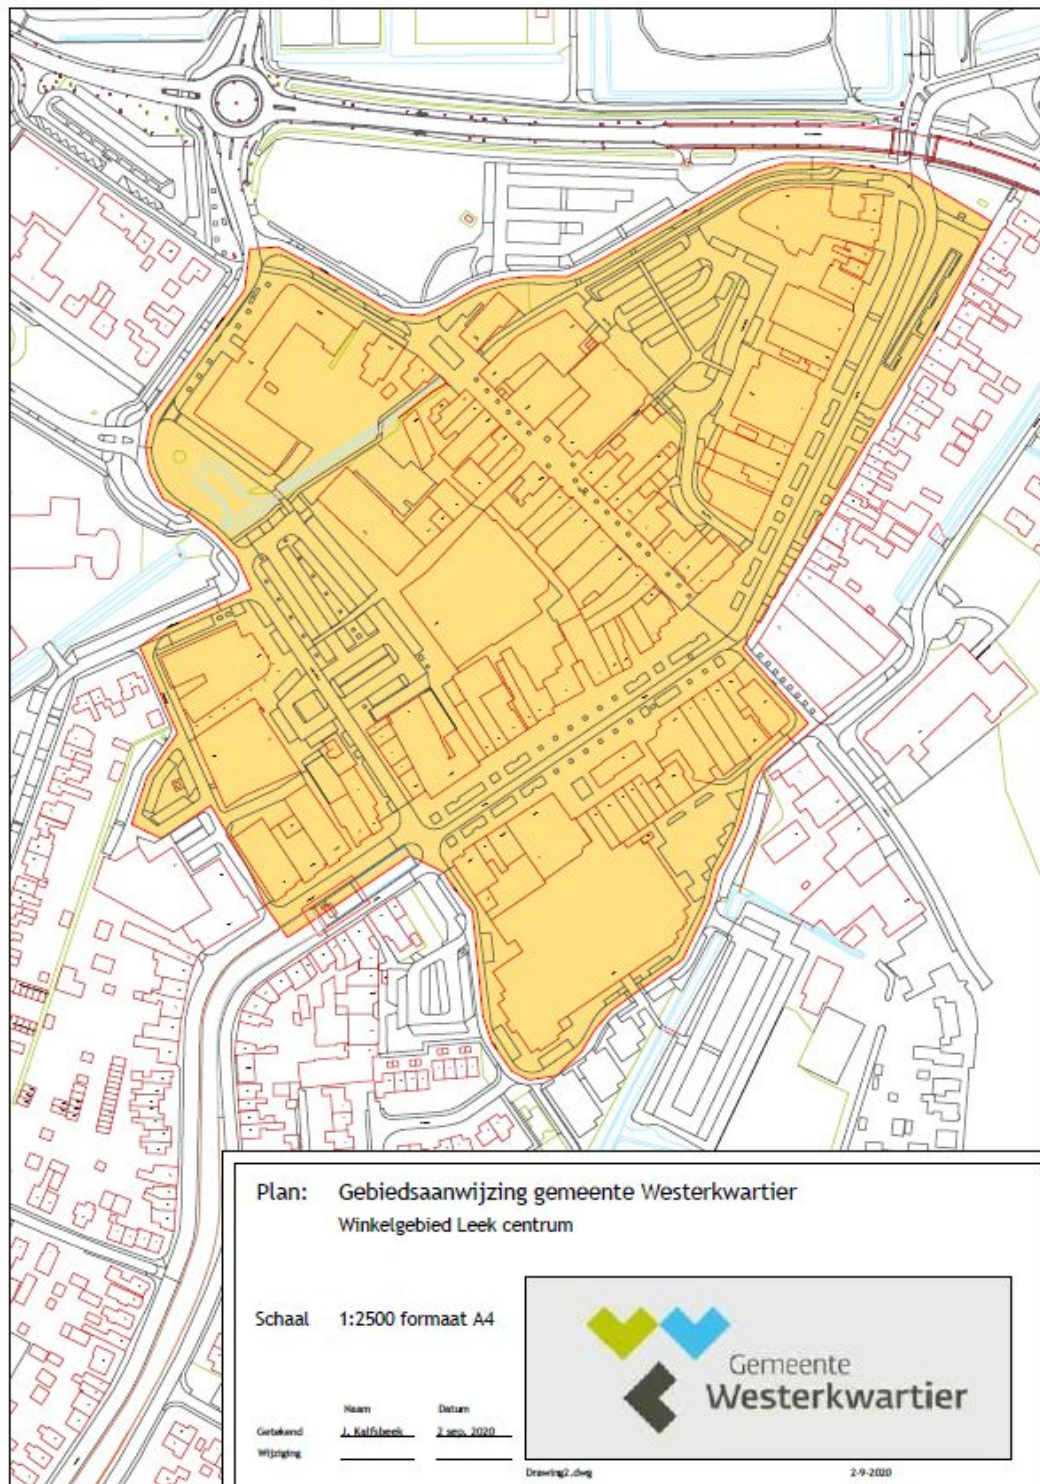 Plan: Gebiedsaanwijzing gemeente Westerkwartier
Winkelgebied Leek centrum
Schaal 1:2500 formaat A4
Gemeente
Westerkwartier
Naam Datum
Getekend J. Kalfsbeek 2 sep. 2020
Wijziging
Drawing2.dwg 2-9-2020